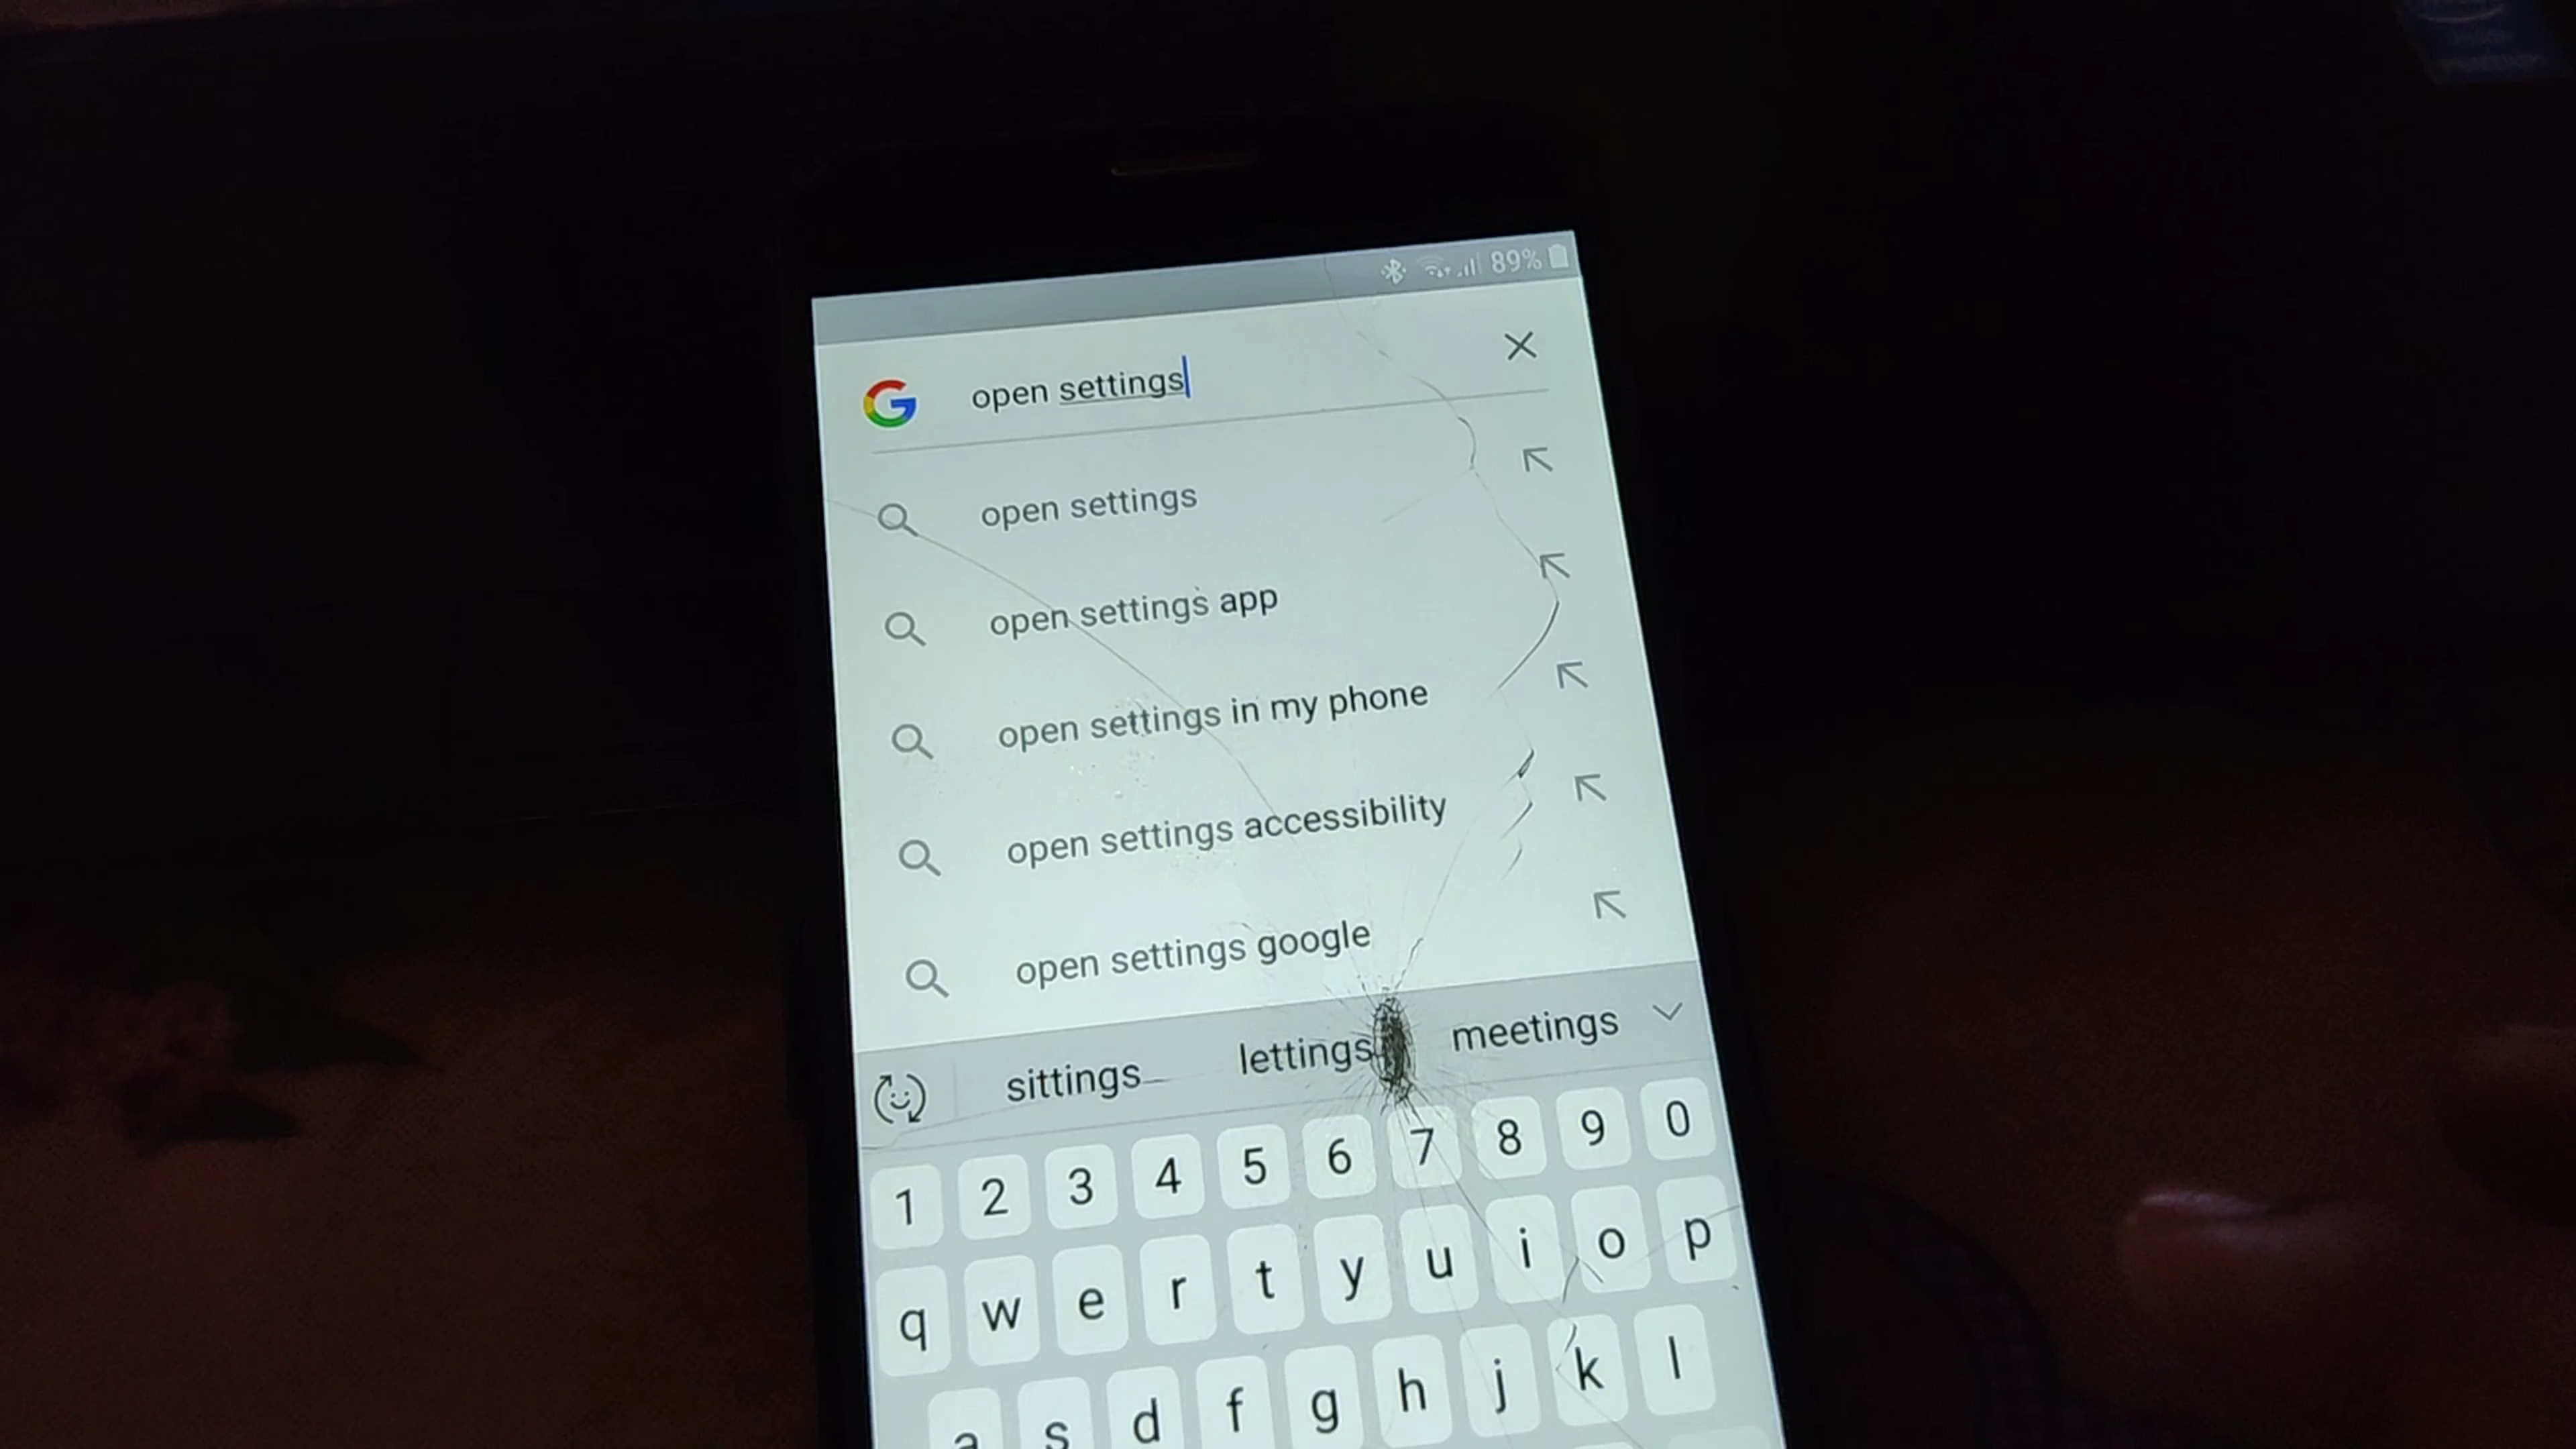 89%
open settings
open settings
open settings app
open settings in my phone
open settings accessibility
open settings google
sittings lettings meetings
1 2 3 4 5 6 7 8 9 0
q w e r t y u i o p
a s d f g h j k l